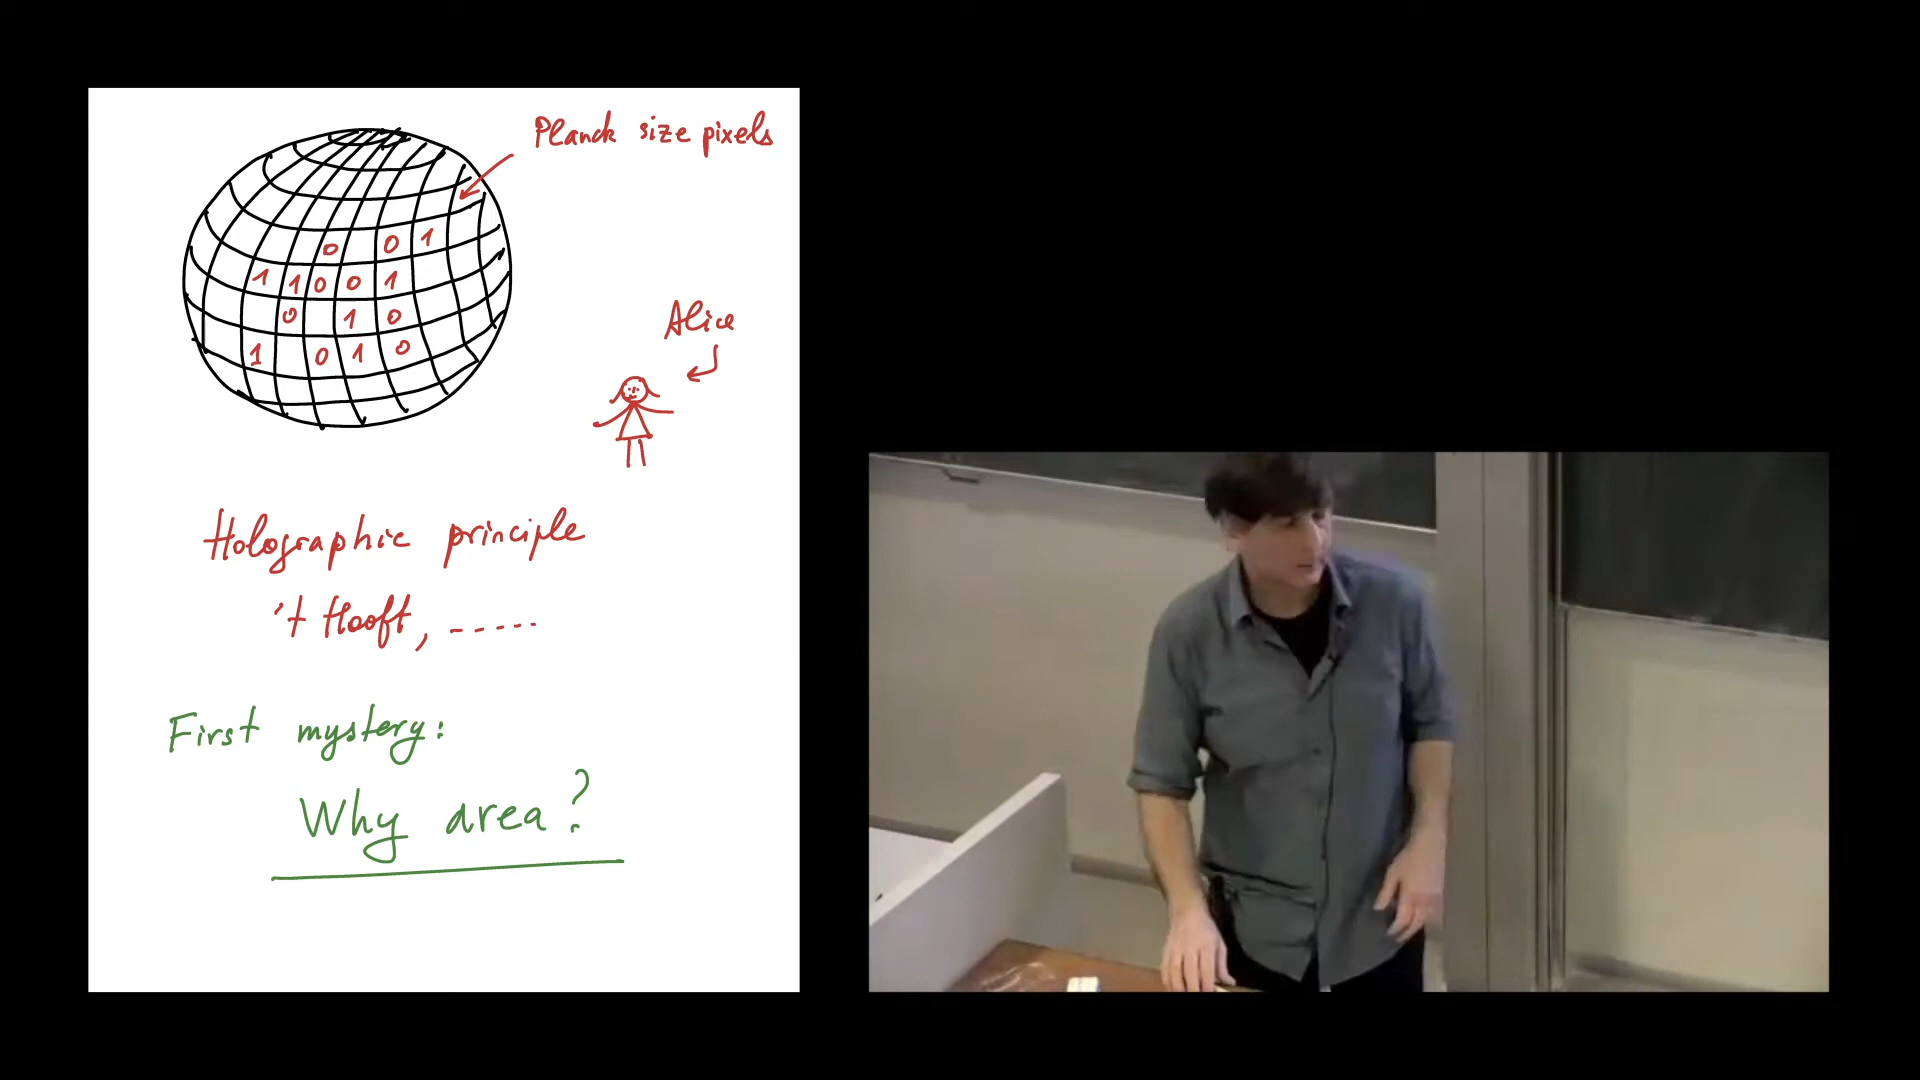 Planck size pixels
0 0 1
1 1 0 0 1
0 1 0
1 0 1 0
Alice
Holographic principle
't Hooft, -----
First mystery:
Why area?